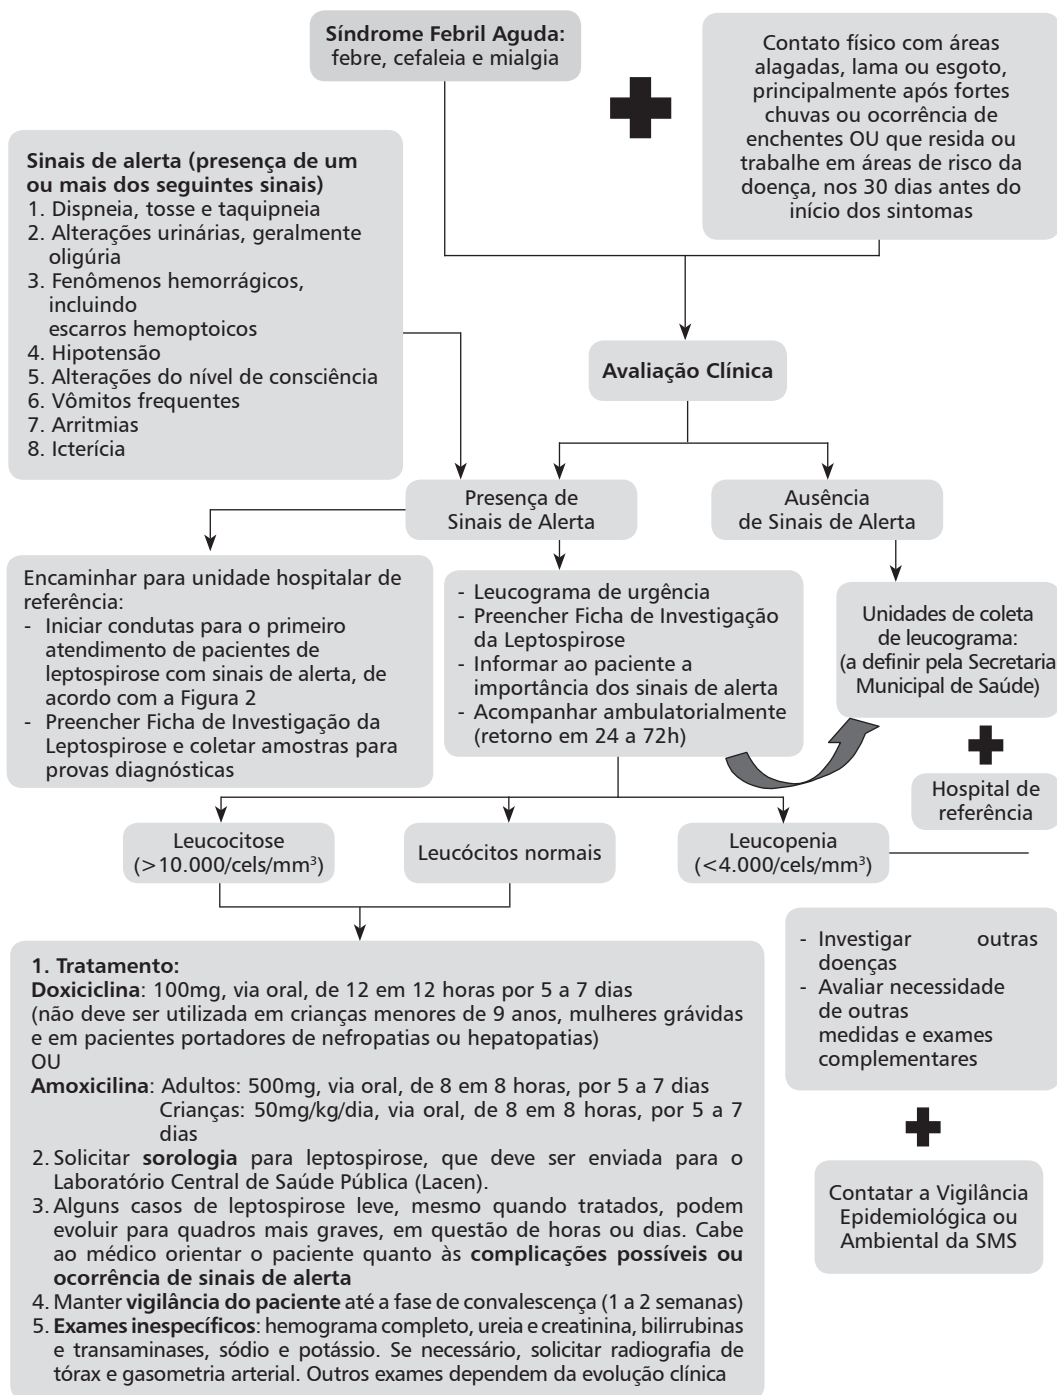 Síndrome Febril Aguda:
febre, cefaleia e mialgia
Contato físico com áreas
alagadas, lama ou esgoto,
principalmente após fortes
chuvas ou ocorrência de
enchentes OU que resida ou
trabalhe em áreas de risco da
doença, nos 30 dias antes do
início dos sintomas
Sinais de alerta (presença de um
ou mais dos seguintes sinais)
1. Dispneia, tosse e taquipneia
2. Alterações urinárias, geralmente
oligúria
3. Fenômenos hemorrágicos,
incluindo
escarros hemoptoicos
4. Hipotensão
5. Alterações do nível de consciência
6. Vômitos frequentes
7. Arritmias
8. Icterícia
Avaliação Clínica
Presença de
Sinais de Alerta
Ausência
de Sinais de Alerta
Encaminhar para unidade hospitalar de
referência:
- Iniciar condutas para o primeiro
atendimento de pacientes de
leptospirose com sinais de alerta, de
acordo com a Figura 2
- Preencher Ficha de Investigação da
Leptospirose e coletar amostras para
provas diagnósticas
- Leucograma de urgência
- Preencher Ficha de Investigação
da Leptospirose
- Informar ao paciente a
importância dos sinais de alerta
- Acompanhar ambulatorialmente
(retorno em 24 a 72h)
Unidades de coleta
de leucograma:
(a definir pela Secretaria
Municipal de Saúde)
Hospital de
referência
Leucocitose
(>10.000/cels/mm³)
Leucócitos normais
Leucopenia
(<4.000/cels/mm³)
1. Tratamento:
Doxiciclina: 100mg, via oral, de 12 em 12 horas por 5 a 7 dias
(não deve ser utilizada em crianças menores de 9 anos, mulheres grávidas
e em pacientes portadores de nefropatias ou hepatopatias)
OU
Amoxicilina: Adultos: 500mg, via oral, de 8 em 8 horas, por 5 a 7 dias
Crianças: 50mg/kg/dia, via oral, de 8 em 8 horas, por 5 a 7
dias
2. Solicitar sorologia para leptospirose, que deve ser enviada para o
Laboratório Central de Saúde Pública (Lacen).
3. Alguns casos de leptospirose leve, mesmo quando tratados, podem
evoluir para quadros mais graves, em questão de horas ou dias. Cabe
ao médico orientar o paciente quanto às complicações possíveis ou
ocorrência de sinais de alerta
4. Manter vigilância do paciente até a fase de convalescença (1 a 2 semanas)
5. Exames inespecíficos: hemograma completo, ureia e creatinina, bilirrubinas
e transaminases, sódio e potássio. Se necessário, solicitar radiografia de
tórax e gasometria arterial. Outros exames dependem da evolução clínica
- Investigar outras
doenças
- Avaliar necessidade
de outras
medidas e exames
complementares
Contatar a Vigilância
Epidemiológica ou
Ambiental da SMS